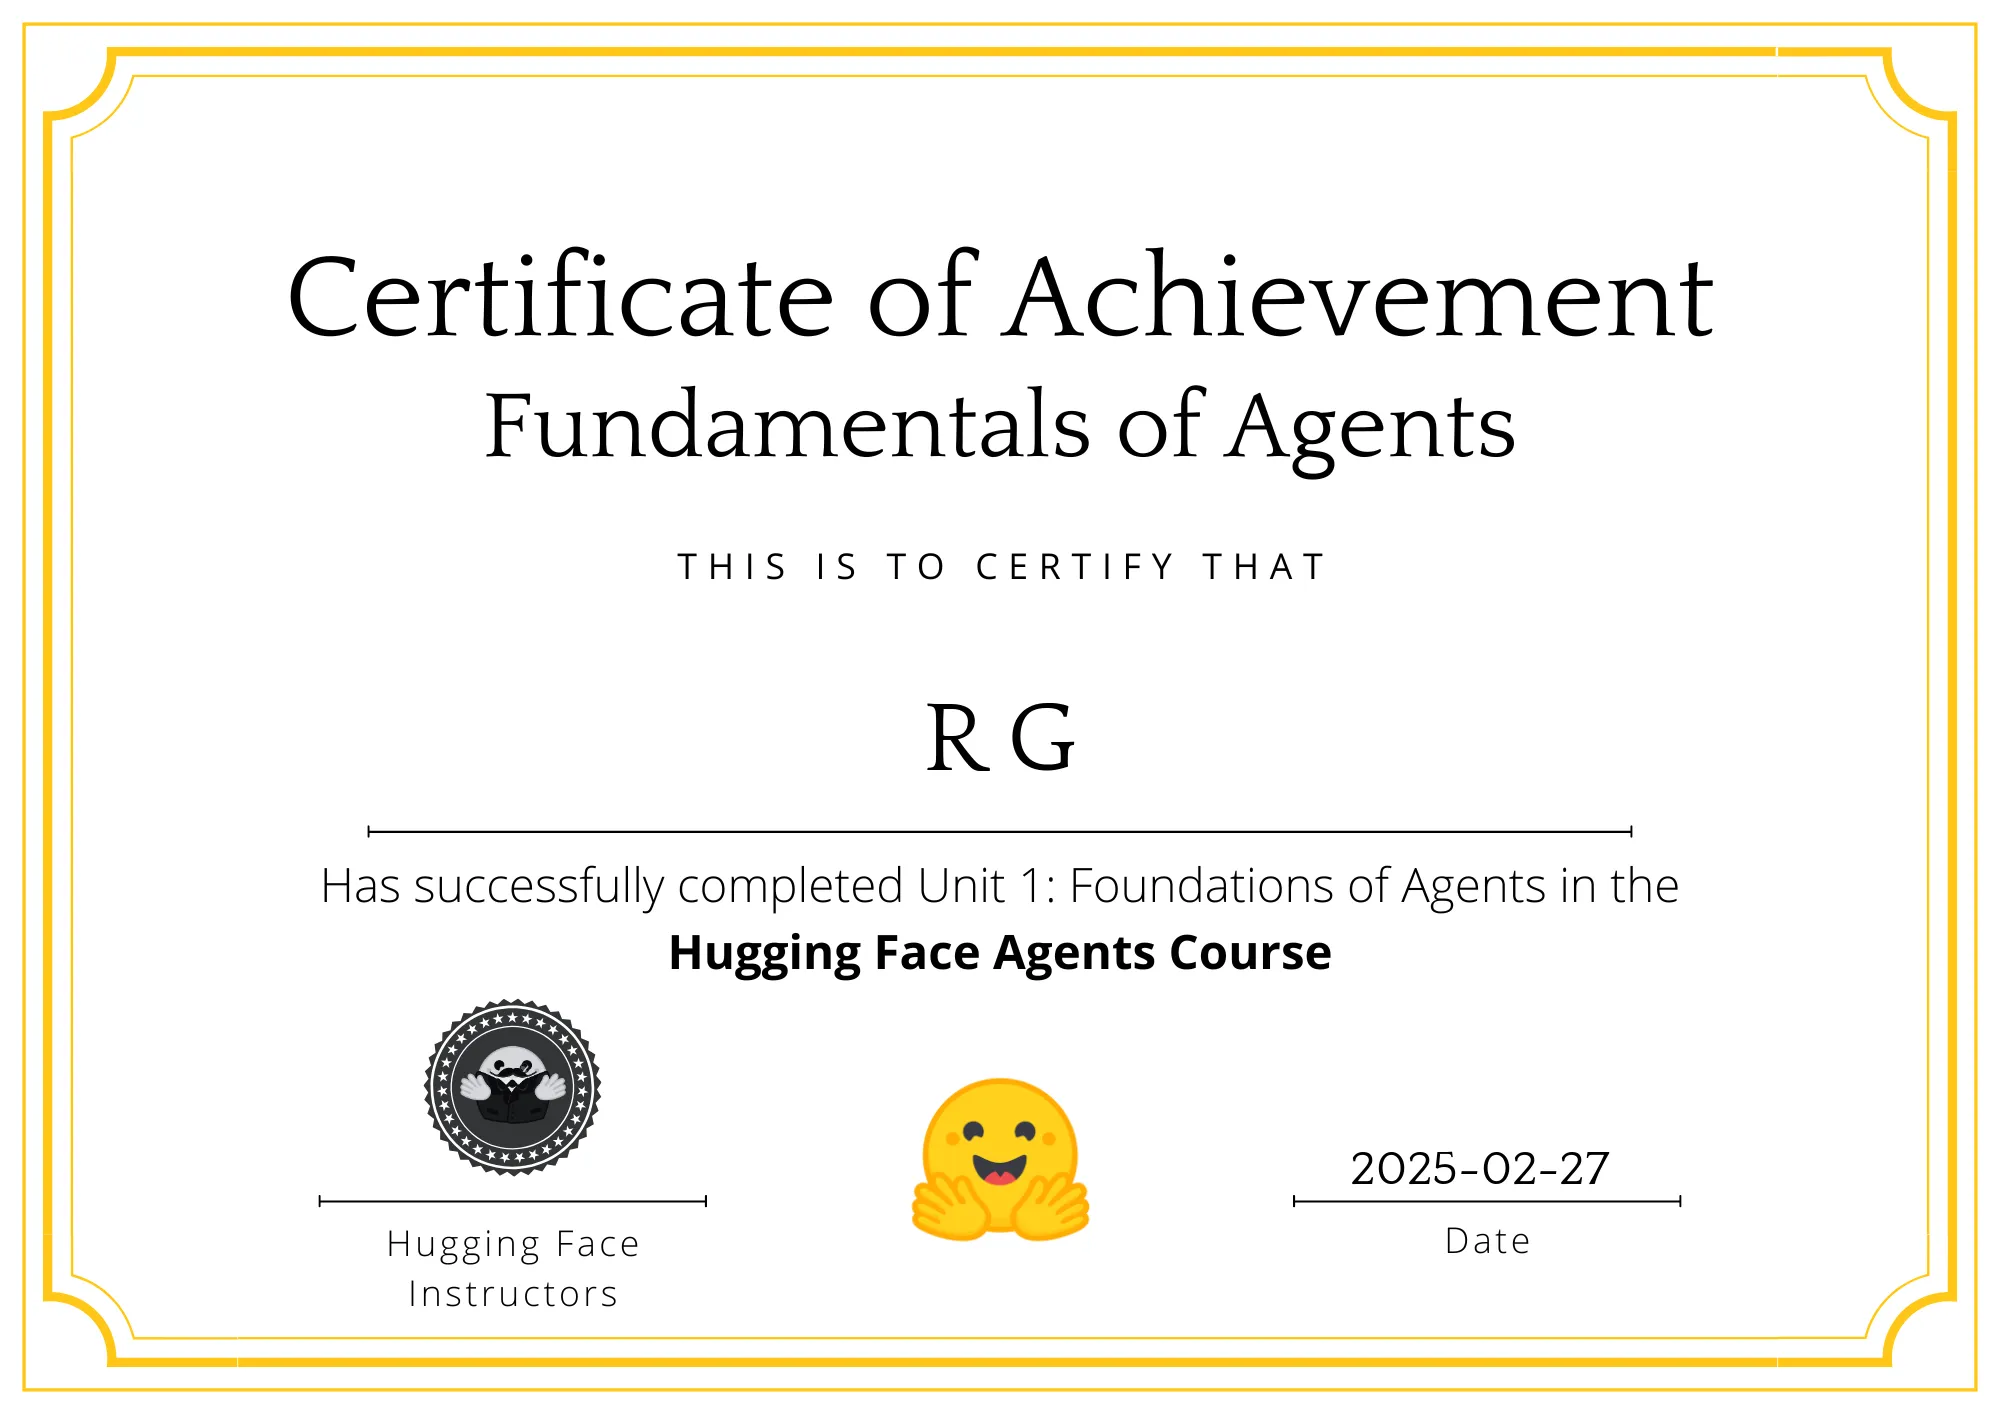 Certificate of Achievement
Fundamentals of Agents
THIS IS TO CERTIFY THAT
R G
Has successfully completed Unit 1: Foundations of Agents in the
Hugging Face Agents Course
2025-02-27
Hugging Face
Instructors
Date